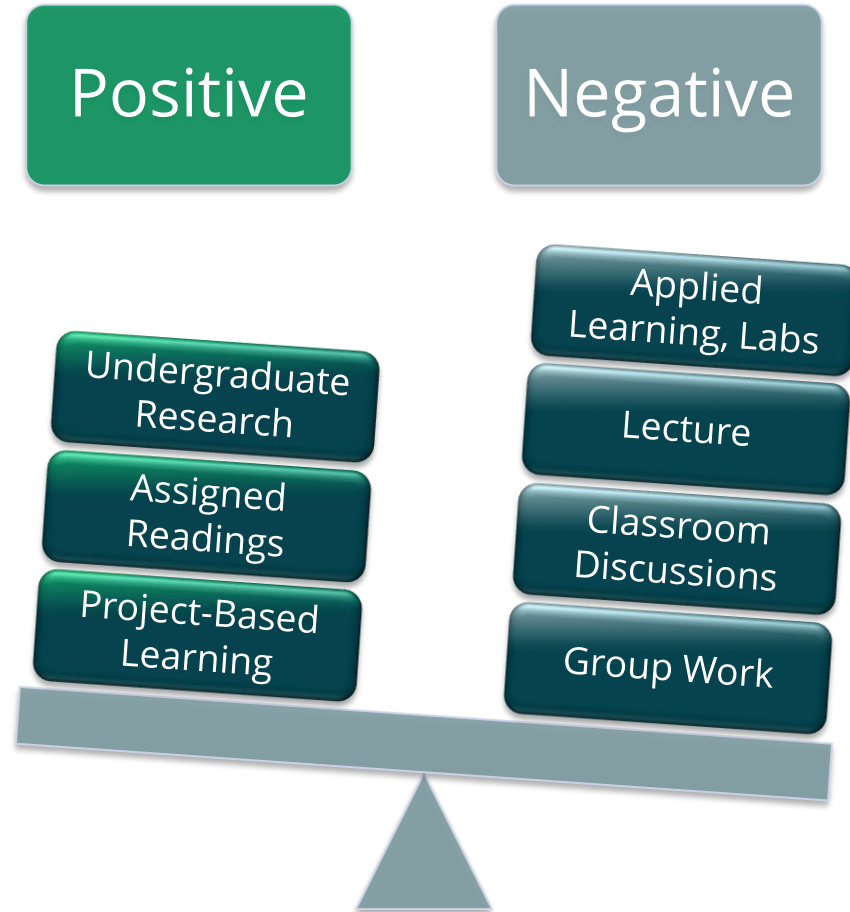 Positive
Negative
Undergraduate
Research
Assigned
Readings
Project-Based
Learning
Applied
Learning, Labs
Lecture
Classroom
Discussions
Group Work